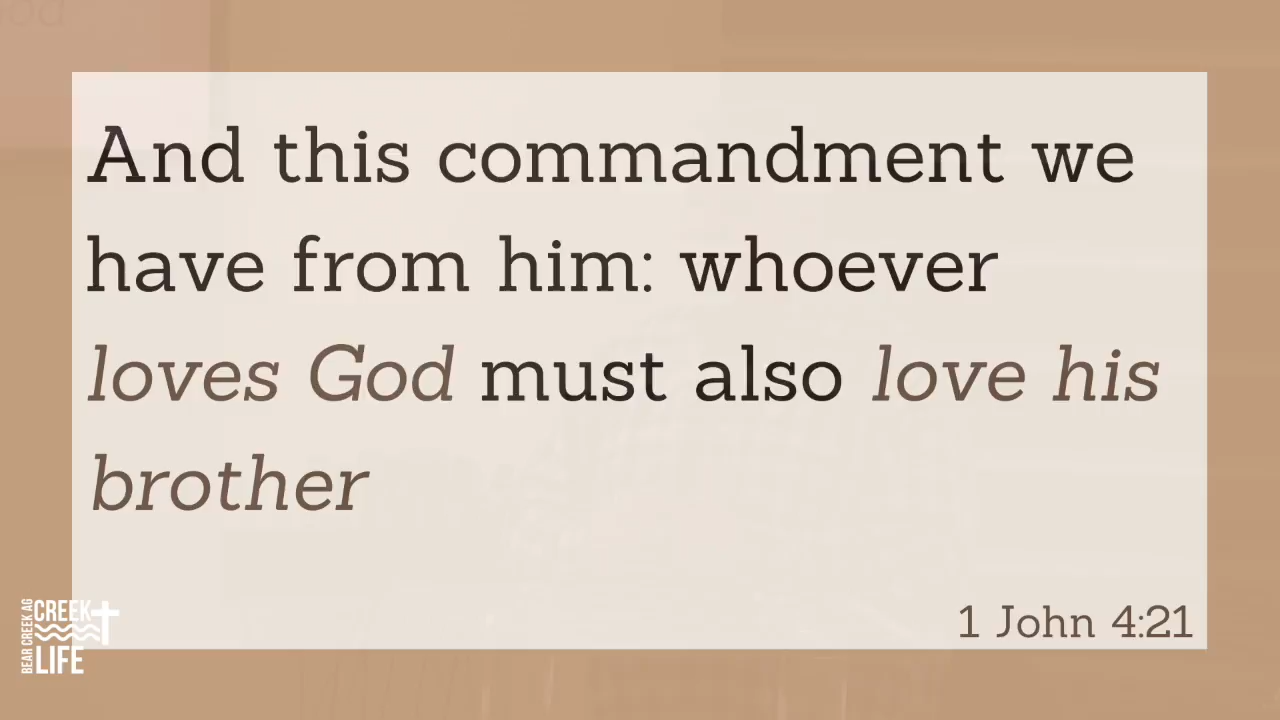 And this commandment we
have from him: whoever
loves God must also love his
brother
1 John 4:21
BEAR CREEK AG
CREEK
LIFE